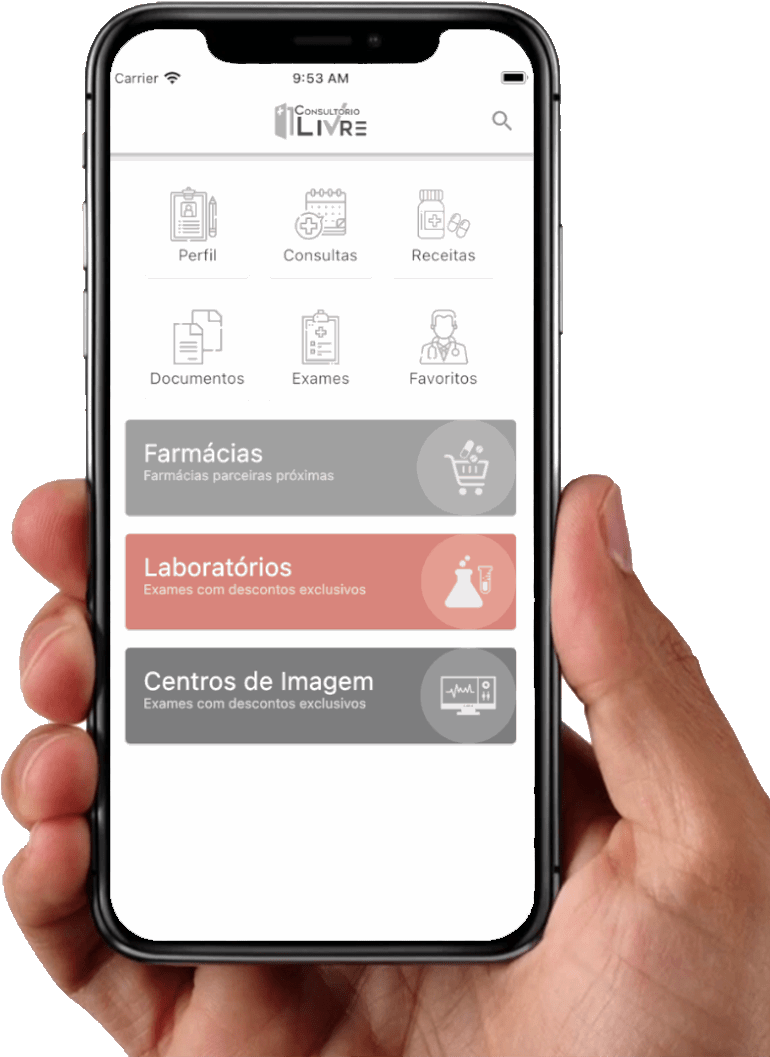 Carrier 9:53 AM
CONSULTÓRIO
LIVRE
Perfil Consultas Receitas
Documentos Exames Favoritos
Farmácias
Farmácias parceiras próximas
Laboratórios
Exames com descontos exclusivos
Centros de Imagem
Exames com descontos exclusivos